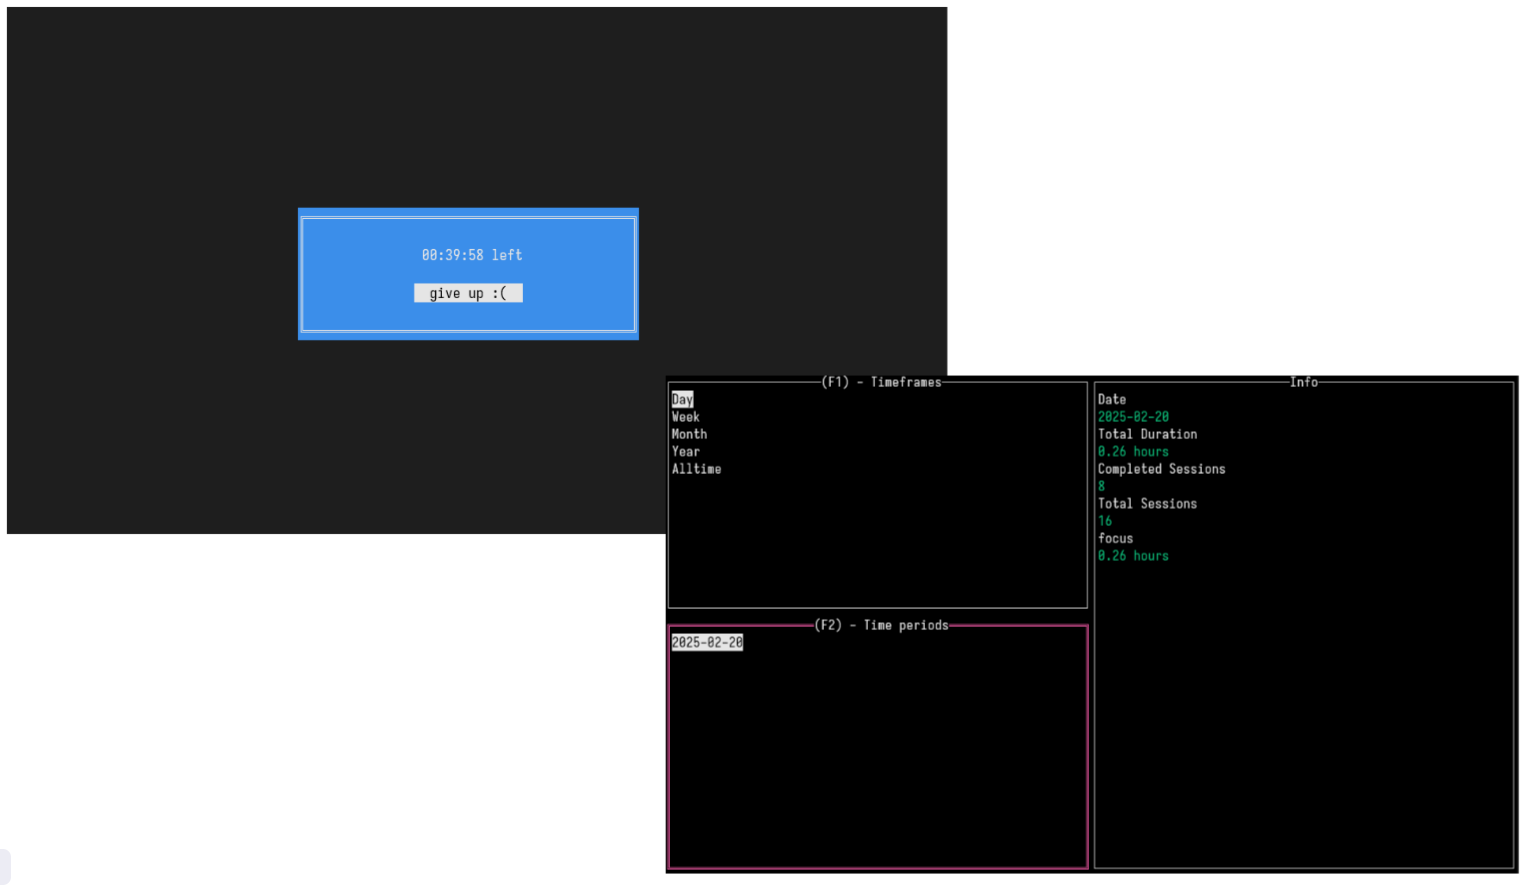 00:39:58 left
give up :(
(F1) - Timeframes
Day
Week
Month
Year
Alltime
(F2) - Time periods
2025-02-20
Info
Date
2025-02-20
Total Duration
0.26 hours
Completed Sessions
8
Total Sessions
16
focus
0.26 hours